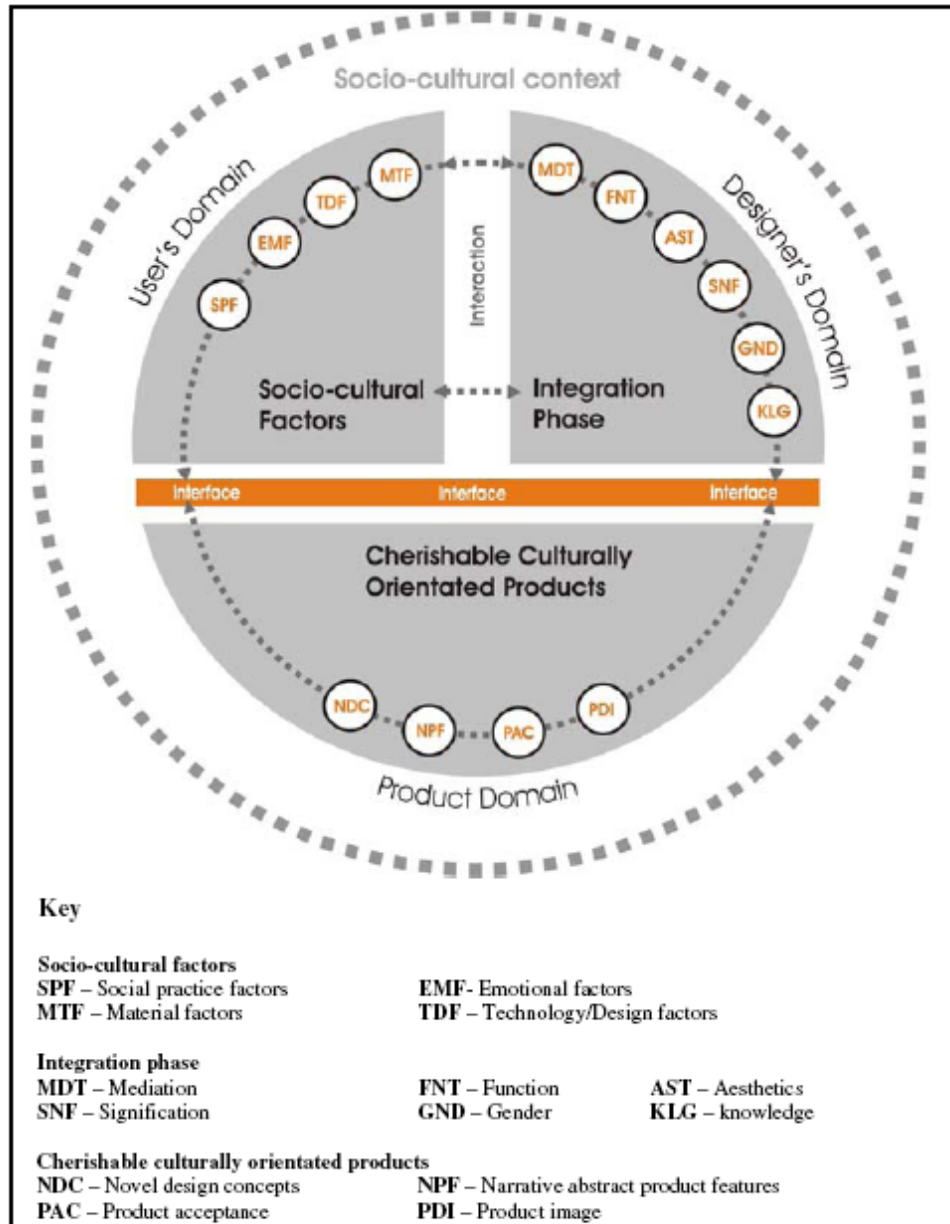 Socio-cultural context
User's Domain
Designer's Domain
MTF
TDF
EMF
SPF
MDT
FNT
AST
SNF
GND
KLG
Interaction
Socio-cultural
Factors
Integration
Phase
Interface Interface Interface
Cherishable Culturally
Orientated Products
NDC
NPF
PAC
PDI
Product Domain
Key
Socio-cultural factors
SPF – Social practice factors EMF- Emotional factors
MTF – Material factors TDF – Technology/Design factors
Integration phase
MDT – Mediation FNT – Function AST – Aesthetics
SNF – Signification GND – Gender KLG – knowledge
Cherishable culturally orientated products
NDC – Novel design concepts NPF – Narrative abstract product features
PAC – Product acceptance PDI – Product image